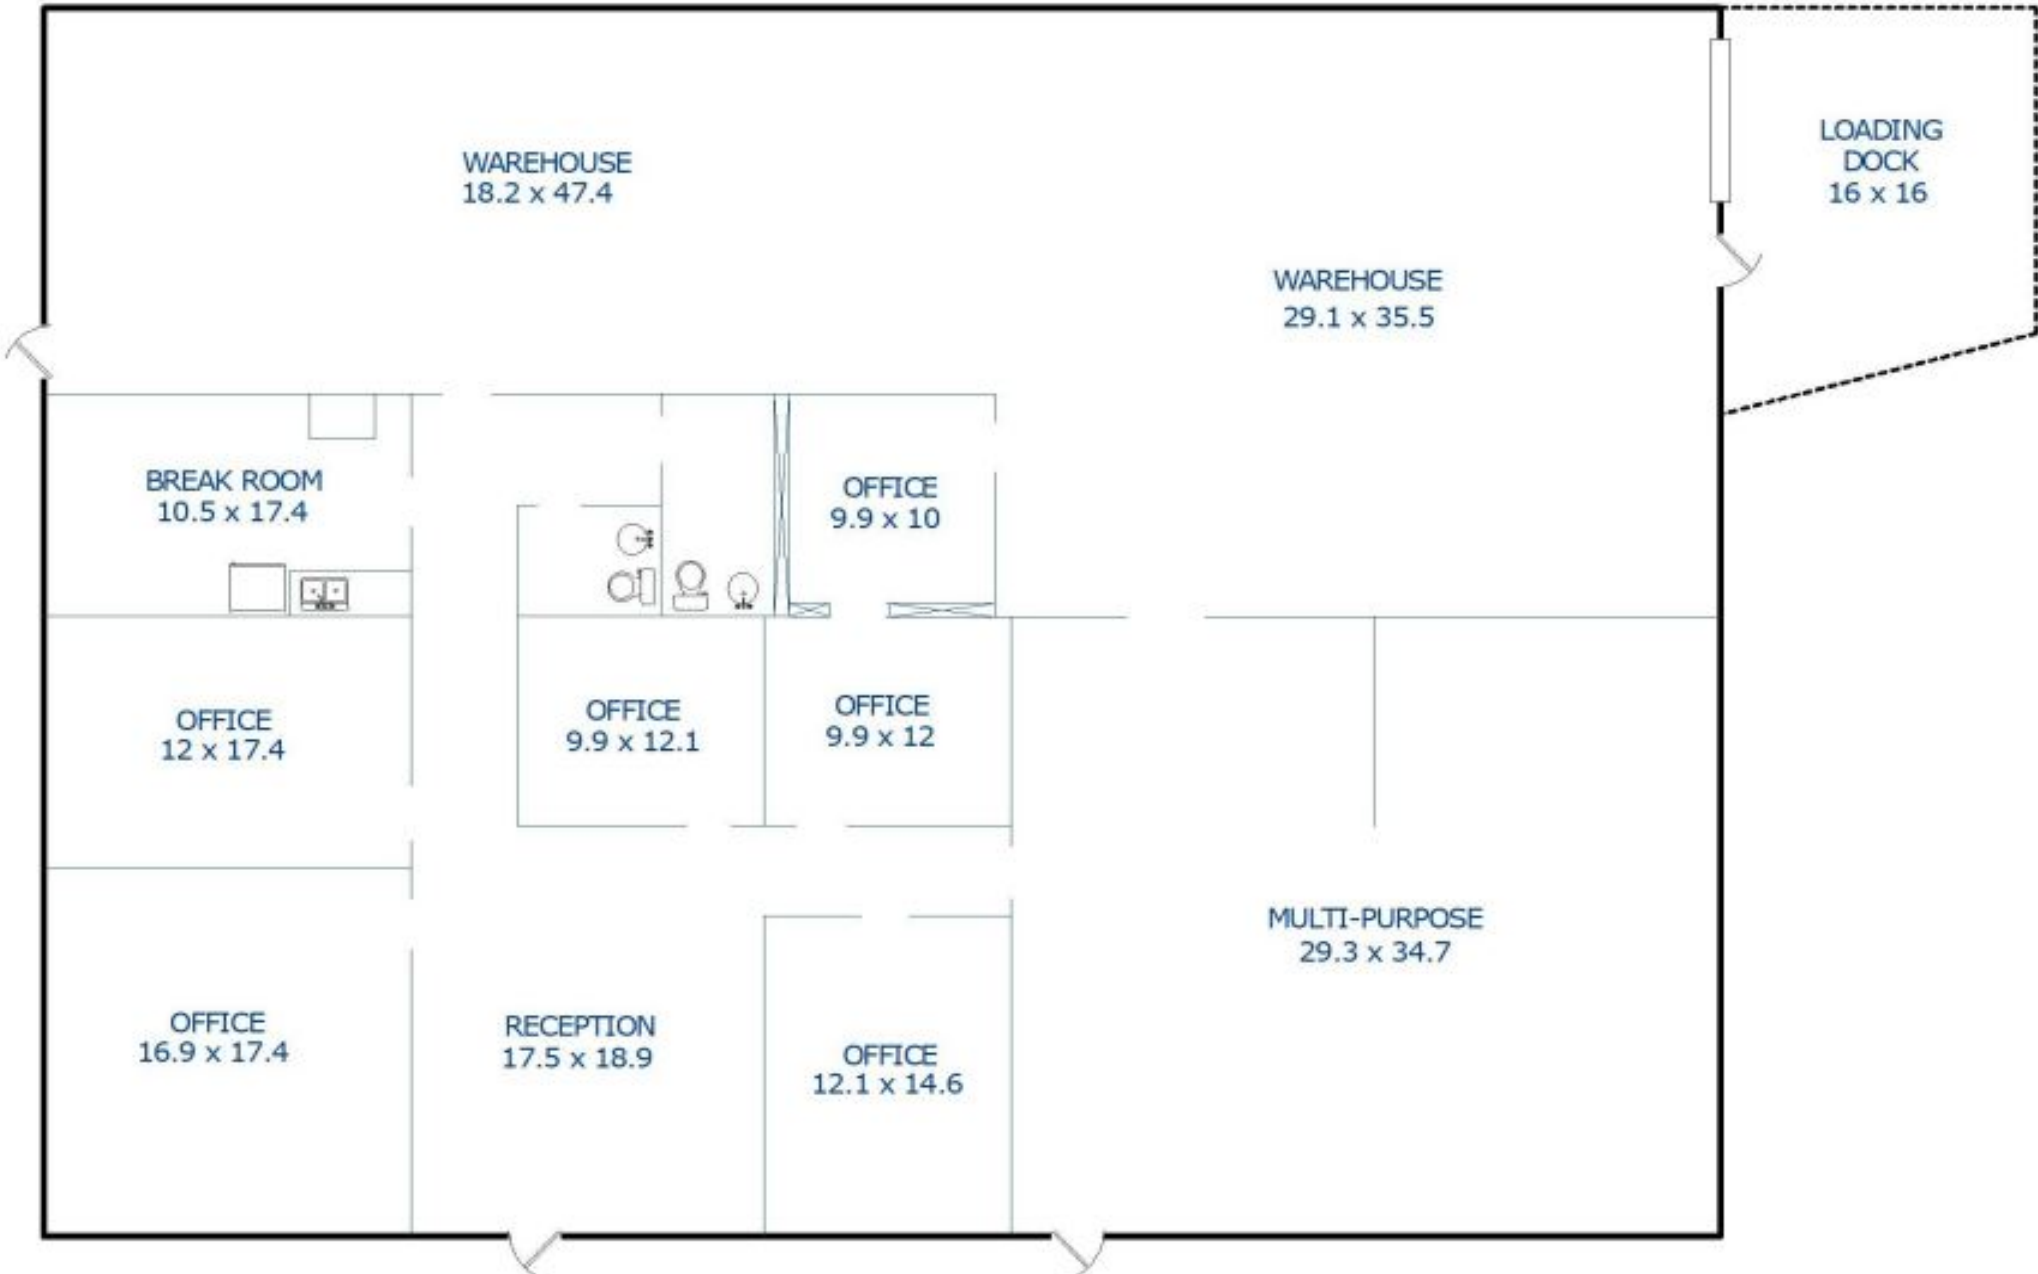 WAREHOUSE
18.2 x 47.4
LOADING
DOCK
16 x 16
WAREHOUSE
29.1 x 35.5
BREAK ROOM
10.5 x 17.4
OFFICE
9.9 x 10
OFFICE
12 x 17.4
OFFICE
9.9 x 12.1
OFFICE
9.9 x 12
MULTI-PURPOSE
29.3 x 34.7
OFFICE
16.9 x 17.4
RECEPTION
17.5 x 18.9
OFFICE
12.1 x 14.6